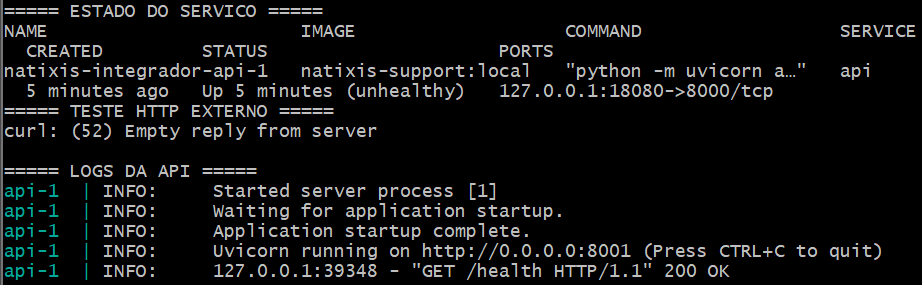 ===== ESTADO DO SERVICO =====
NAME IMAGE COMMAND SERVICE
CREATED STATUS PORTS
natixis-integrador-api-1 natixis-support:local "python -m uvicorn a…" api
5 minutes ago Up 5 minutes (unhealthy) 127.0.0.1:18080->8000/tcp
===== TESTE HTTP EXTERNO =====
curl: (52) Empty reply from server
===== LOGS DA API =====
api-1 | INFO: Started server process [1]
api-1 | INFO: Waiting for application startup.
api-1 | INFO: Application startup complete.
api-1 | INFO: Uvicorn running on http://0.0.0.0:8001 (Press CTRL+C to quit)
api-1 | INFO: 127.0.0.1:39348 - "GET /health HTTP/1.1" 200 OK